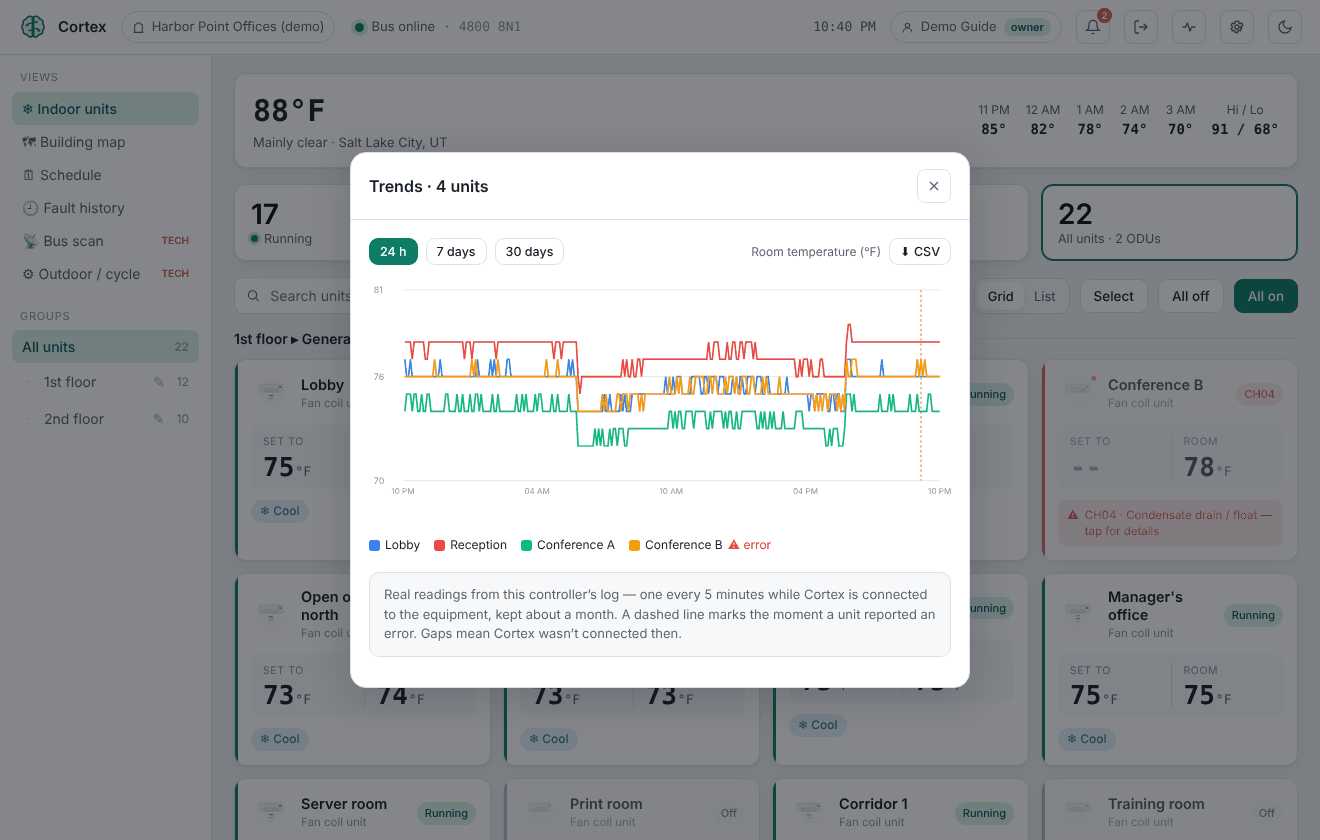 Cortex
Harbor Point Offices (demo)
Bus online · 4800 8N1
10:40 PM
Demo Guide owner
2
VIEWS
Indoor units
Building map
Schedule
Fault history
Bus scan TECH
Outdoor / cycle TECH
GROUPS
All units 22
1st floor 12
2nd floor 10
88°F
Mainly clear · Salt Lake City, UT
11 PM 12 AM 1 AM 2 AM 3 AM Hi / Lo
85° 82° 78° 74° 70° 91 / 68°
17
Running
22
All units · 2 ODUs
Search units
Grid List Select All off All on
1st floor ▸ Genera
Lobby
Fan coil u
SET TO
75°F
Cool
unning
Conference B
Fan coil unit
CH04
SET TO ROOM
-- 78°F
CH04 · Condensate drain / float —
tap for details
Trends · 4 units
24 h 7 days 30 days
Room temperature (°F) CSV
81
76
70
10 PM 04 AM 10 AM 04 PM 10 PM
Lobby Reception Conference A Conference B error
Real readings from this controller’s log — one every 5 minutes while Cortex is connected
to the equipment, kept about a month. A dashed line marks the moment a unit reported an
error. Gaps mean Cortex wasn’t connected then.
Open o
north
Fan coil u
SET TO
73°F 74°F
Cool
73°F 73°F
Cool
unning
Cool
Manager's
office
Fan coil unit
Running
SET TO ROOM
75°F 75°F
Cool
Server room
Fan coil unit
Running
Print room
Fan coil unit
Off
Corridor 1
Fan coil unit
Running
Training room
Fan coil unit
Off